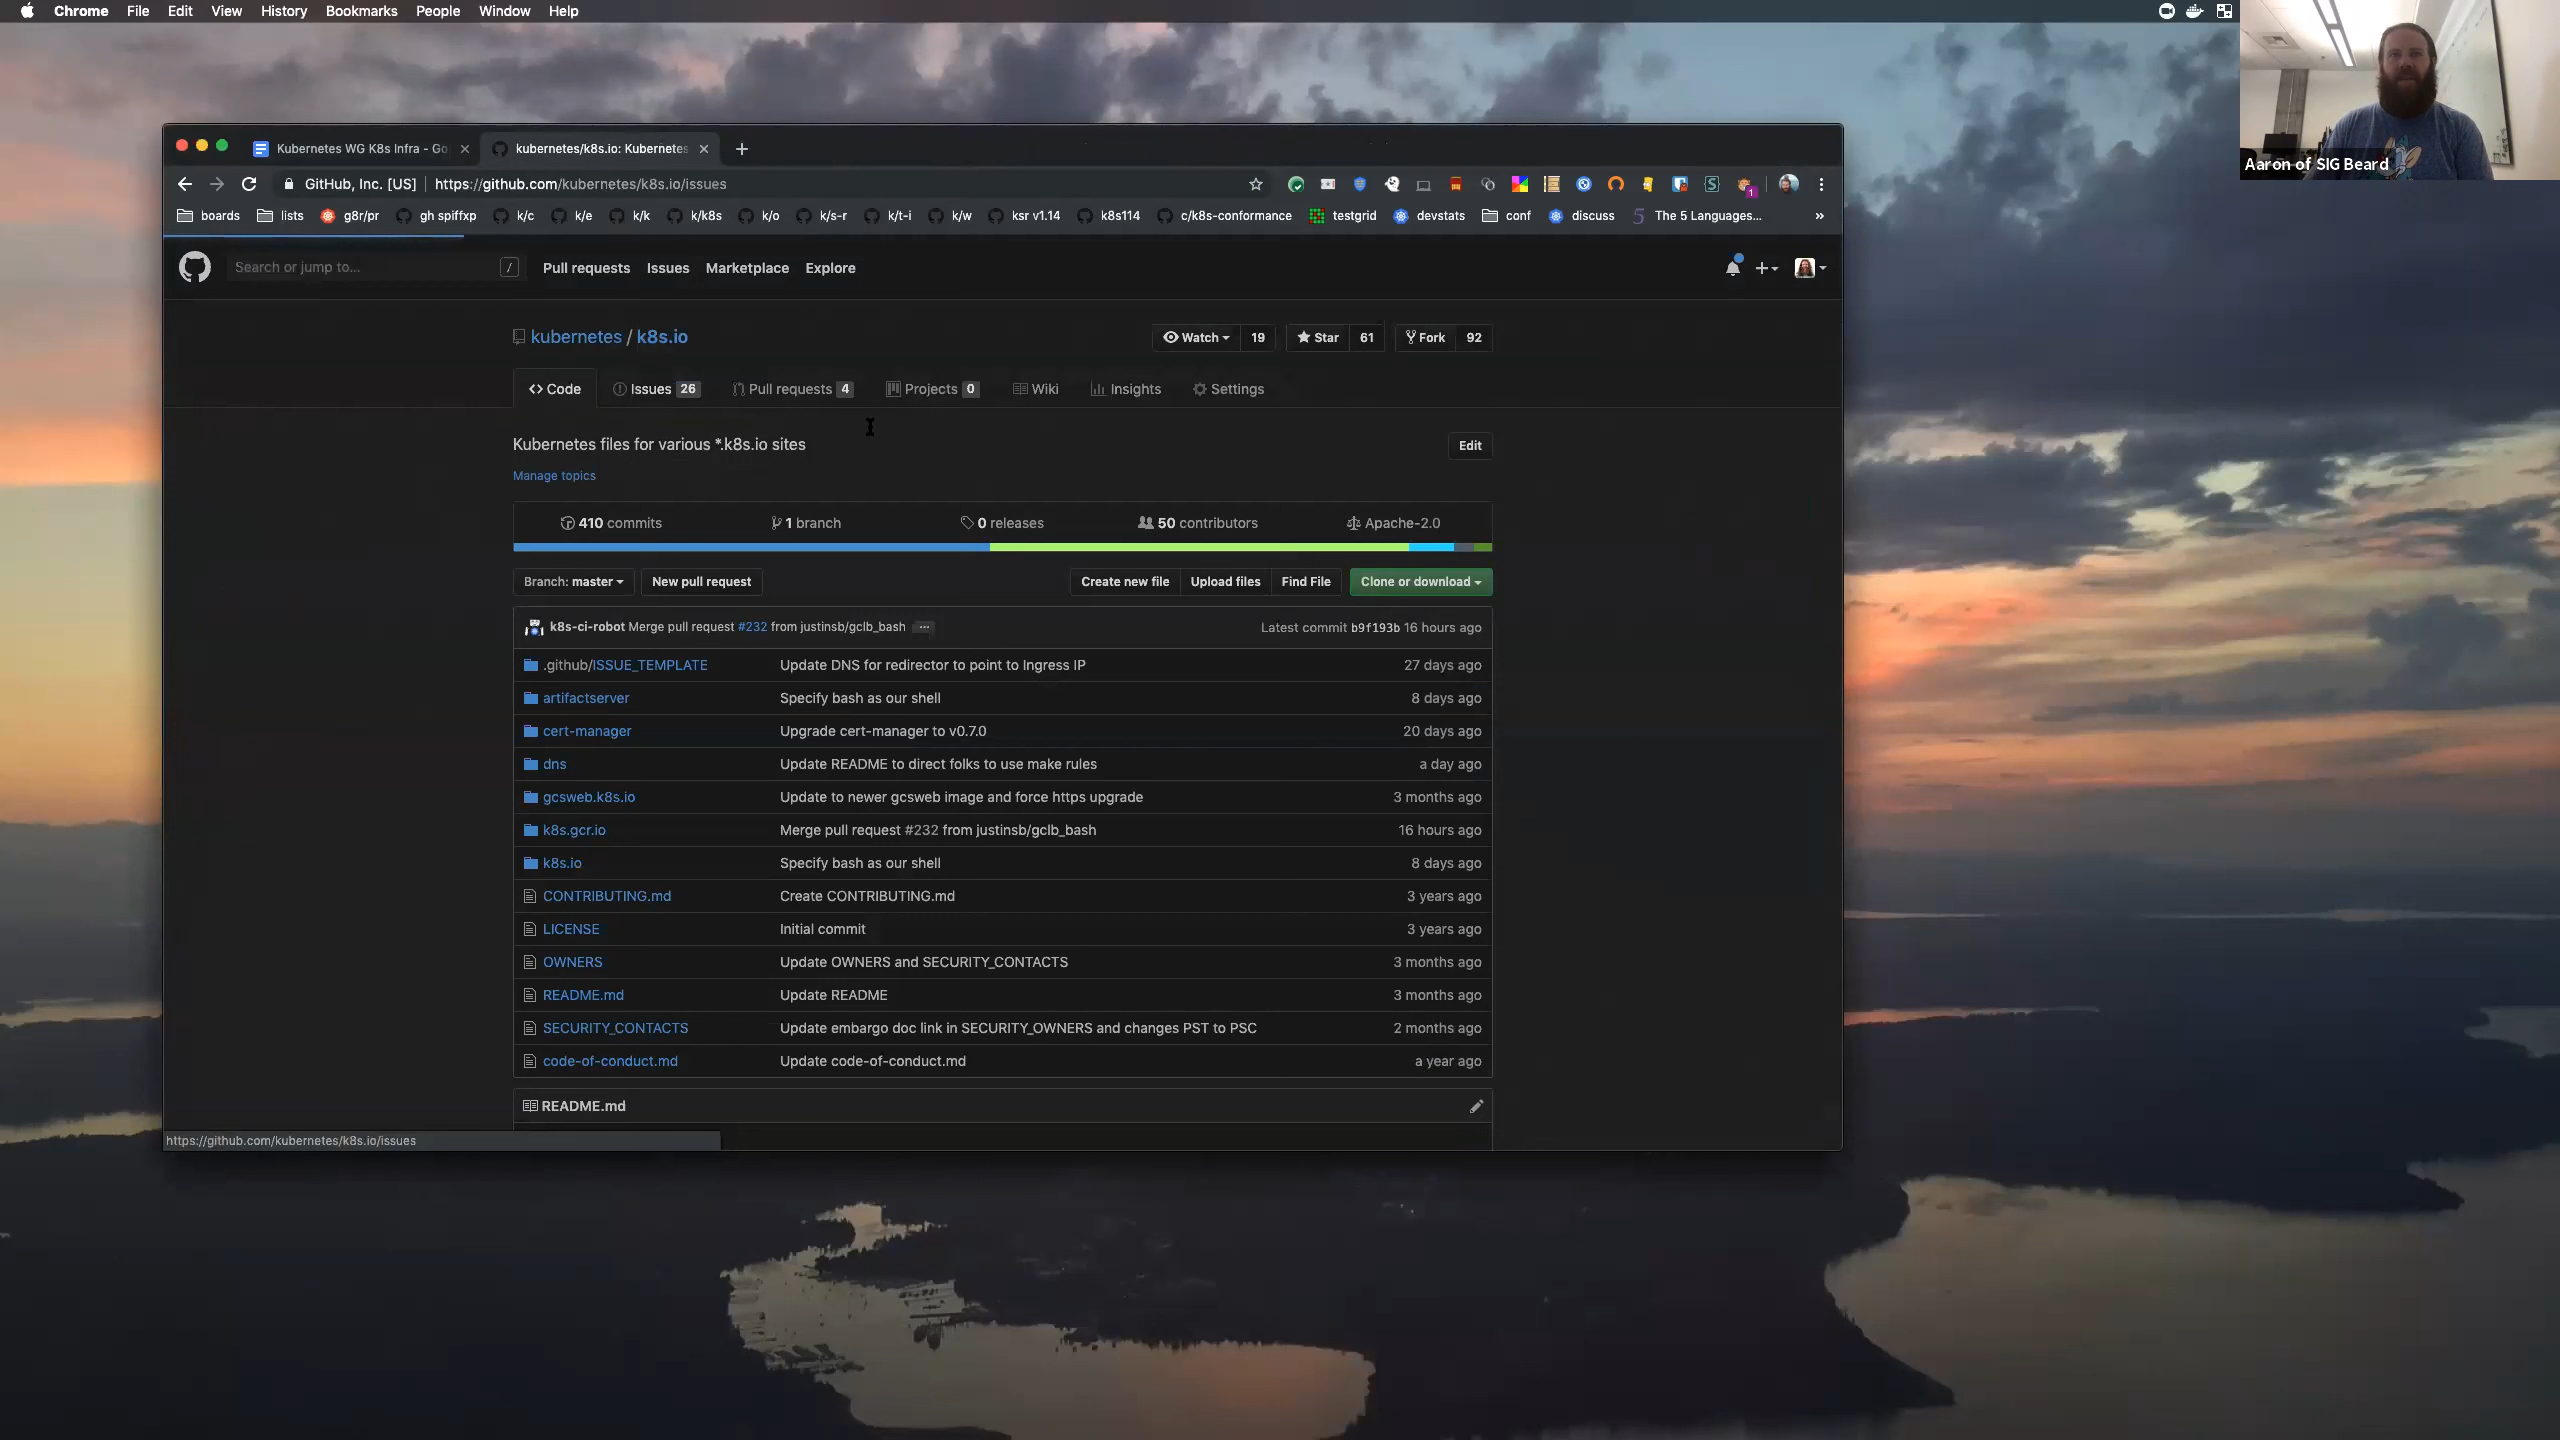 Chrome File Edit View History Bookmarks People Window Help
Aaron of SIG Beard
Kubernetes WG K8s Infra - Go
kubernetes/k8s.io: Kubernetes
GitHub, Inc. [US] https://github.com/kubernetes/k8s.io/issues
1
boards lists g8r/pr gh spiffxp k/c k/e k/k k/k8s k/o k/s-r k/t-i k/w ksr v1.14 k8s114 c/k8s-conformance testgrid devstats conf discuss 5 The 5 Languages... »
Search or jump to... / Pull requests Issues Marketplace Explore
kubernetes / k8s.io Watch 19 Star 61 Fork 92
Code Issues 26 Pull requests 4 Projects 0 Wiki Insights Settings
Kubernetes files for various *.k8s.io sites Edit
Manage topics
410 commits 1 branch 0 releases 50 contributors Apache-2.0
Branch: master New pull request Create new file Upload files Find File Clone or download
k8s-ci-robot Merge pull request #232 from justinsb/gclb_bash ... Latest commit b9f193b 16 hours ago
.github/ISSUE_TEMPLATE Update DNS for redirector to point to Ingress IP 27 days ago
artifactserver Specify bash as our shell 8 days ago
cert-manager Upgrade cert-manager to v0.7.0 20 days ago
dns Update README to direct folks to use make rules a day ago
gcsweb.k8s.io Update to newer gcsweb image and force https upgrade 3 months ago
k8s.gcr.io Merge pull request #232 from justinsb/gclb_bash 16 hours ago
k8s.io Specify bash as our shell 8 days ago
CONTRIBUTING.md Create CONTRIBUTING.md 3 years ago
LICENSE Initial commit 3 years ago
OWNERS Update OWNERS and SECURITY_CONTACTS 3 months ago
README.md Update README 3 months ago
SECURITY_CONTACTS Update embargo doc link in SECURITY_OWNERS and changes PST to PSC 2 months ago
code-of-conduct.md Update code-of-conduct.md a year ago
README.md
https://github.com/kubernetes/k8s.io/issues